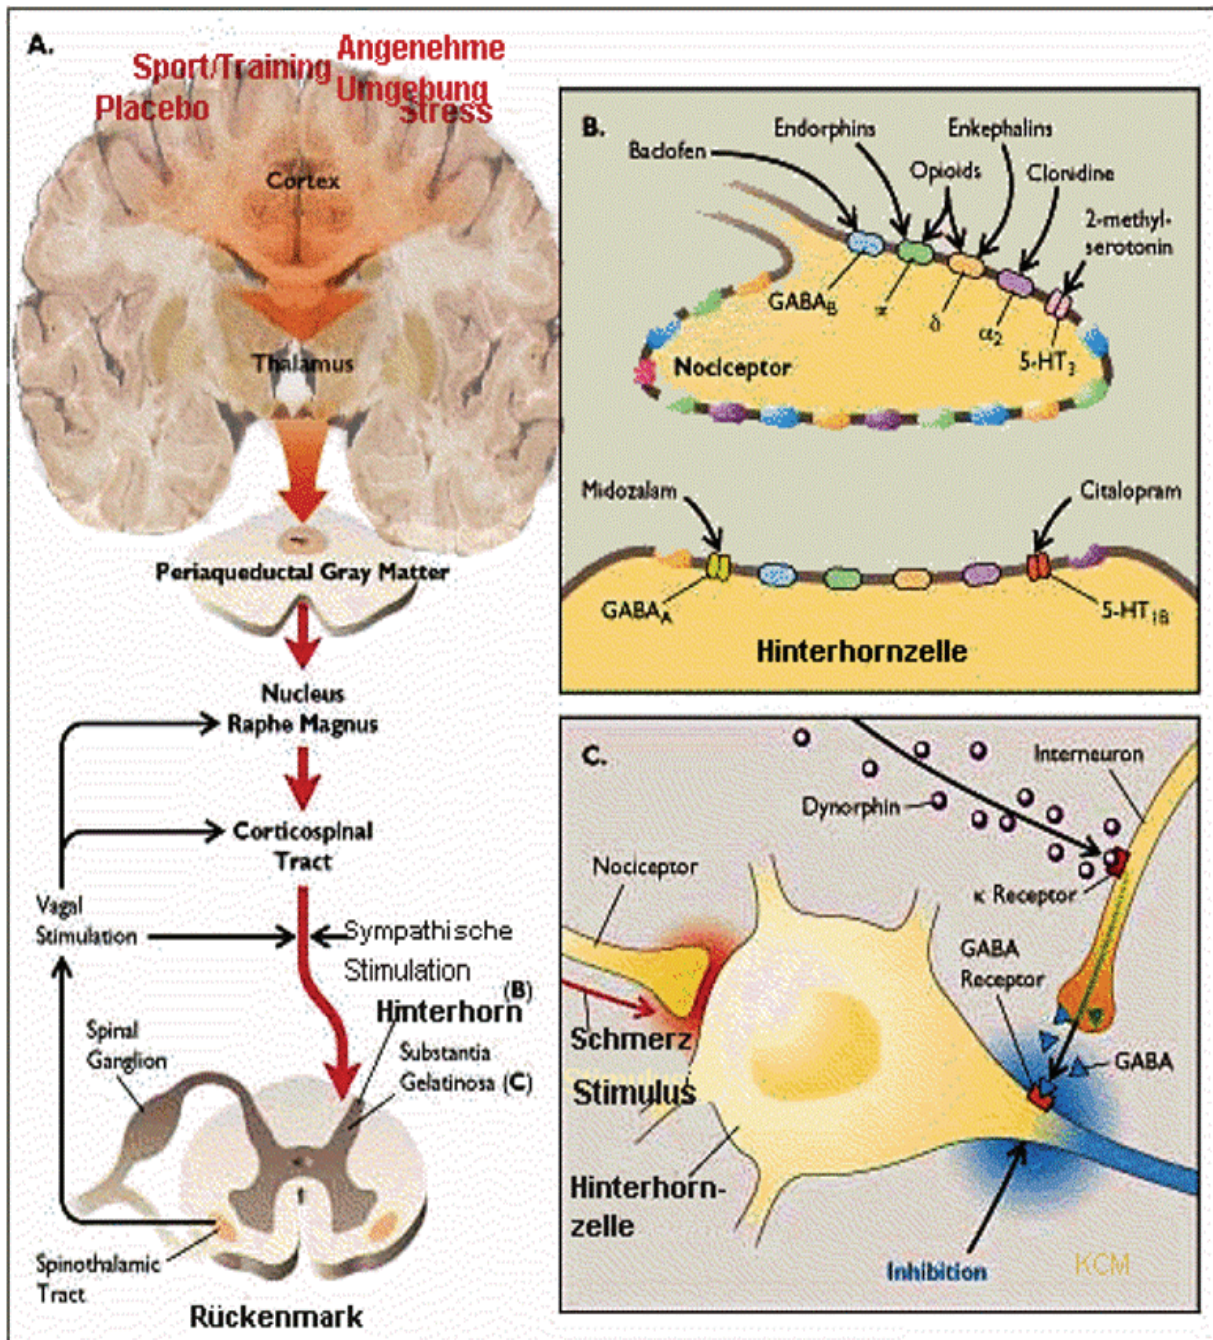 A.
Sport/Training
Angenehme
Umgebung
Placebo
stress
Cortex
Thalamus
Periaqueductal Gray Matter
Nucleus
Raphe Magnus
Corticospinal
Tract
Vagal
Stimulation
Sympathische
Stimulation
Hinterhorn (B)
Substantia
Gelatinosa (C)
Spinal
Ganglion
Spinothalamic
Tract
Rückenmark
B.
Baclofen
Endorphins
Opioids
Enkephalins
Clonidine
2-methyl-
serotonin
GABAB
δ
α2
5-HT3
Nociceptor
Midozalam
Citalopram
GABAA
5-HT1B
Hinterhornzelle
C.
Interneuron
Dynorphin
Nociceptor
κ Receptor
GABA
Receptor
GABA
Schmerz
Stimulus
Hinterhorn-
zelle
Inhibition
KCM